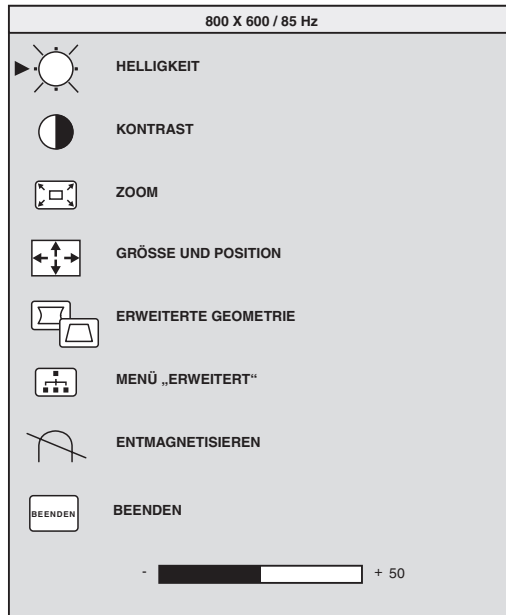 800 X 600 / 85 Hz
HELLIGKEIT
KONTRAST
ZOOM
GRÖSSE UND POSITION
ERWEITERTE GEOMETRIE
MENÜ „ERWEITERT“
ENTMAGNETISIEREN
BEENDEN BEENDEN
- + 50